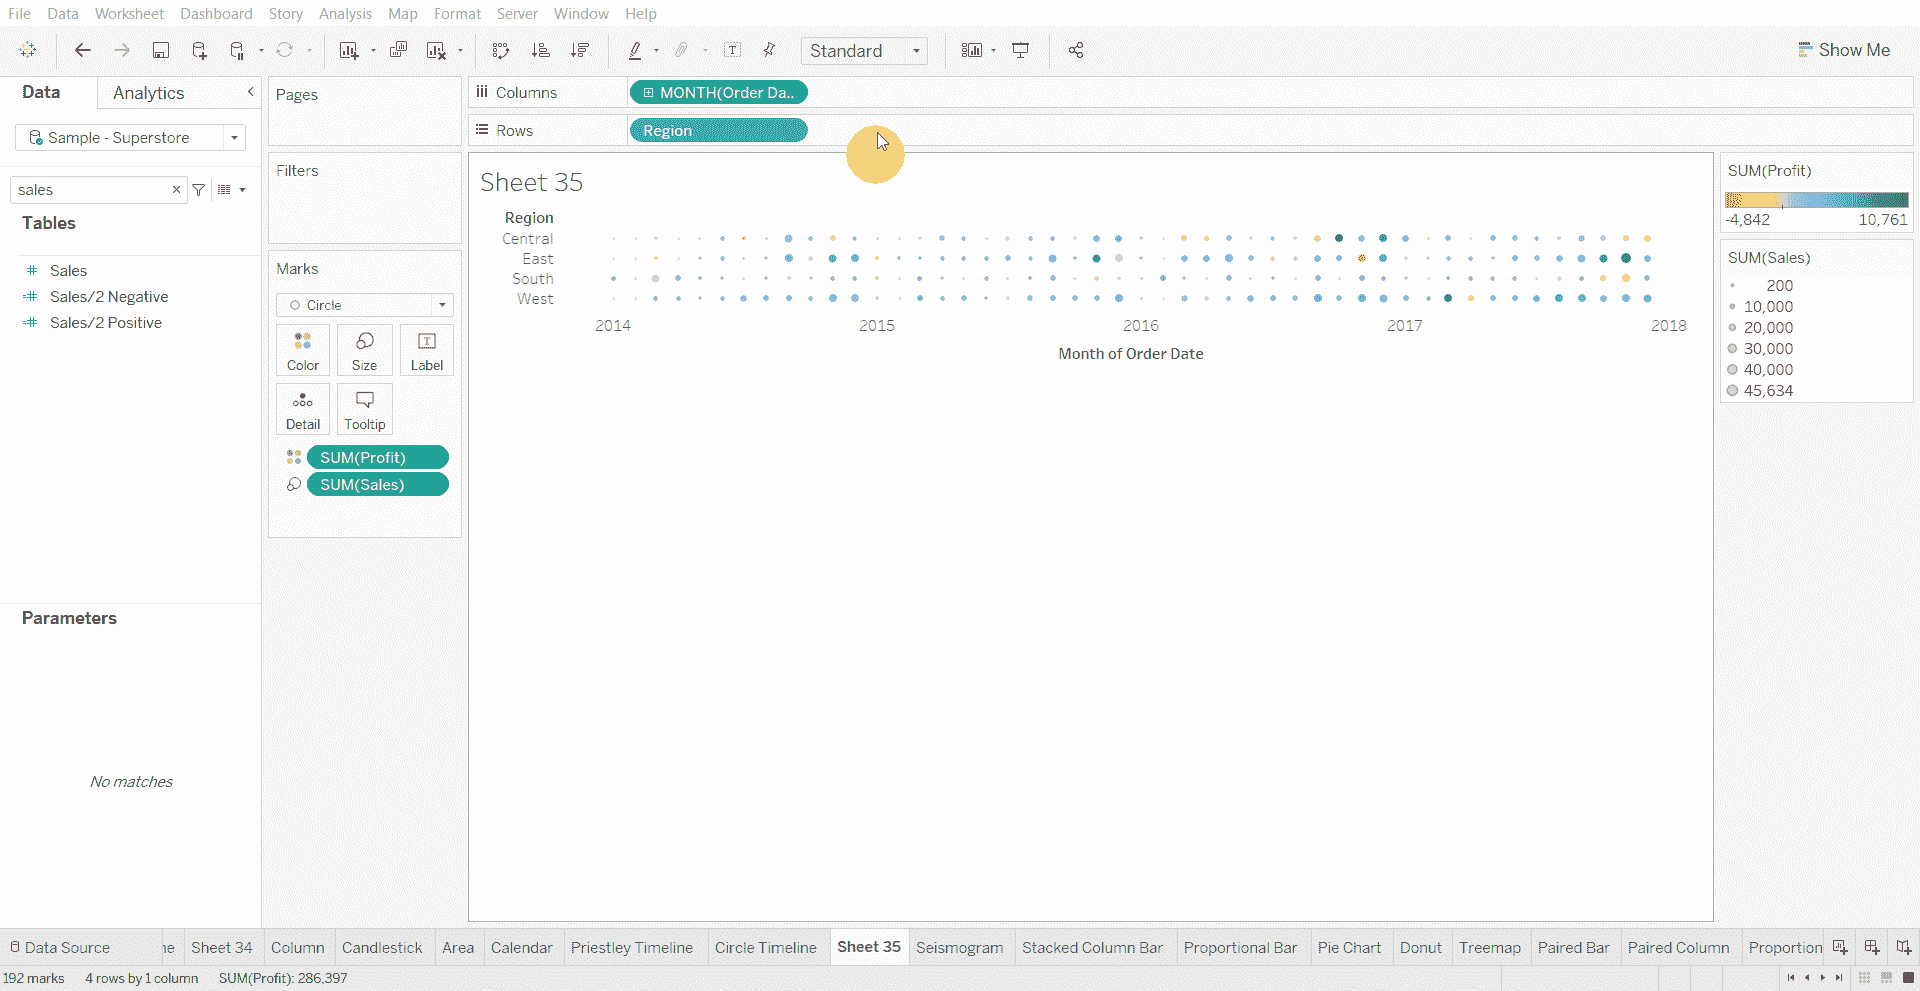 File Data Worksheet Dashboard Story Analysis Map Format Server Window Help
Standard
Show Me
Data Analytics
Sample - Superstore
sales
Tables
Sales
Sales/2 Negative
Sales/2 Positive
Parameters
No matches
Pages
Filters
Marks
Circle
Color Size Label
Detail Tooltip
SUM(Profit)
SUM(Sales)
Columns MONTH(Order Da..
Rows Region
Sheet 35
Region
Central
East
South
West
2014 2015 2016 2017 2018
Month of Order Date
SUM(Profit)
-4,842 10,761
SUM(Sales)
200
10,000
20,000
30,000
40,000
45,634
Data Source ne Sheet 34 Column Candlestick Area Calendar Priestley Timeline Circle Timeline Sheet 35 Seismogram Stacked Column Bar Proportional Bar Pie Chart Donut Treemap Paired Bar Paired Column Proportion
192 marks 4 rows by 1 column SUM(Profit): 286,397